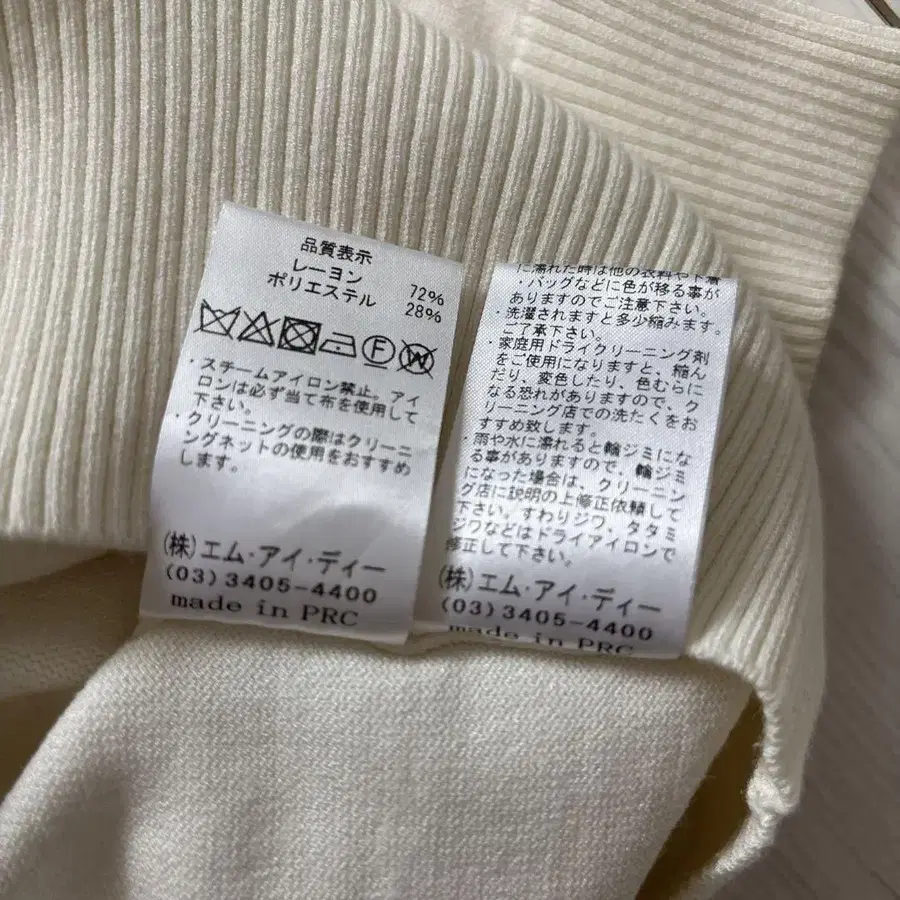 品質表示
レーヨン 72%
ポリエステル 28%
・スチームアイロン禁止。アイ
ロンは必ず当て布を使用して
下さい。
・クリーニングの際はクリーニ
ングネットの使用をおすすめ
します。
(株)エム・アイ・ディー
(03)3405-4400
made in PRC
に濡れた時は他の衣料や下着
・バッグなどに色が移る事が
ありますのでご注意下さい。
・洗濯されますと多少縮みます。
ご了承下さい。
・家庭用ドライクリーニング剤
をご使用になりますと、縮ん
だり、変色したり、色むらに
なる恐れがありますので、ク
リーニング店での洗たくをお
すすめ致します。
・雨や水に濡れると輪ジミにな
る事がありますので、輪ジミ
になった場合は、クリーニン
グ店に説明の上修正依頼して
下さい。すわりジワ、タタミ
ジワなどはドライアイロンで
修正して下さい。
(株)エム・アイ・ディー
(03)3405-4400
made in PRC